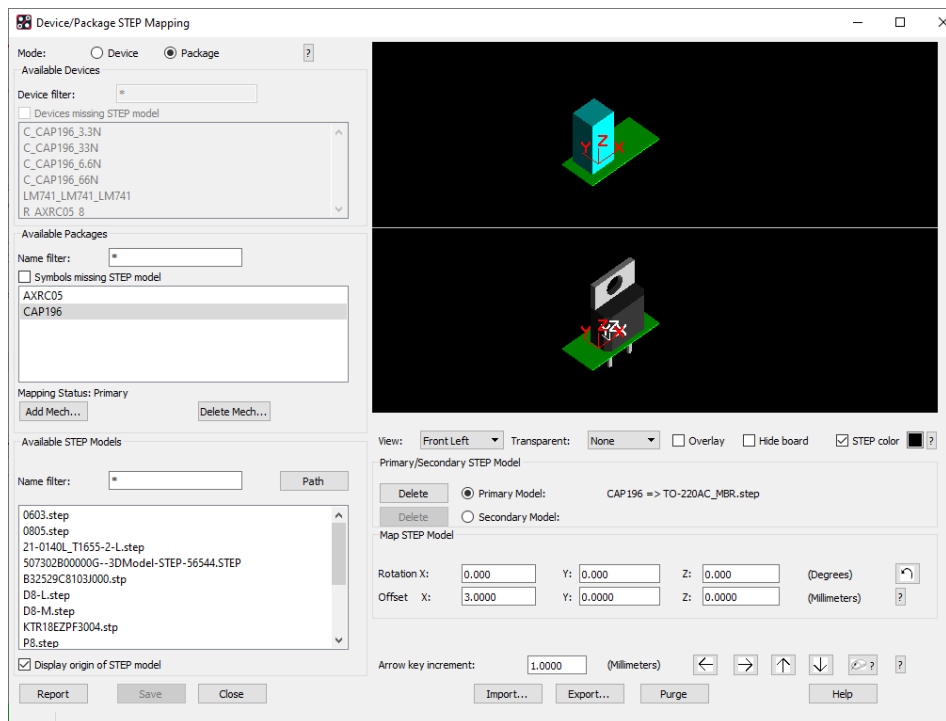 Device/Package STEP Mapping
Mode: Device Package ?
Available Devices
Device filter: *
Devices missing STEP model
C_CAP196_3.3N
C_CAP196_33N
C_CAP196_6.6N
C_CAP196_66N
LM741_LM741_LM741
R_AXRC05_8
Available Packages
Name filter: *
Symbols missing STEP model
AXRC05
CAP196
Mapping Status: Primary
Add Mech... Delete Mech...
Available STEP Models
Name filter: * Path
0603.step
0805.step
21-0140L_T1655-2-L.step
507302B00000G--3DModel-STEP-56544.STEP
B32529C8103J000.stp
D8-L.step
D8-M.step
KTR18EZPF3004.stp
P8.step
Display origin of STEP model
Report Save Close
Y Z X
Y Z X
Y Z X
View: Front Left Transparent: None Overlay Hide board STEP color ?
Primary/Secondary STEP Model
Delete Primary Model: CAP196 => TO-220AC_MBR.step
Delete Secondary Model:
Map STEP Model
Rotation X: 0.000 Y: 0.000 Z: 0.000 (Degrees)
Offset X: 3.0000 Y: 0.0000 Z: 0.0000 (Millimeters) ?
Arrow key increment: 1.0000 (Millimeters) ? ?
Import... Export... Purge Help